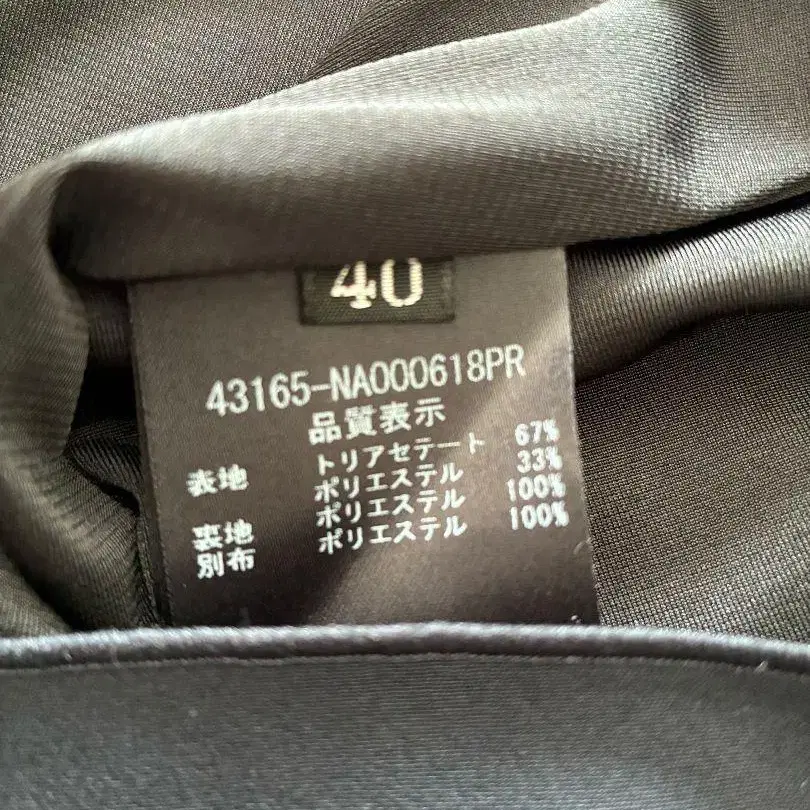 40
43165-NA000618PR
品質表示
表地 トリアセテート 67%
ポリエステル 33%
裏地 ポリエステル 100%
別布 ポリエステル 100%